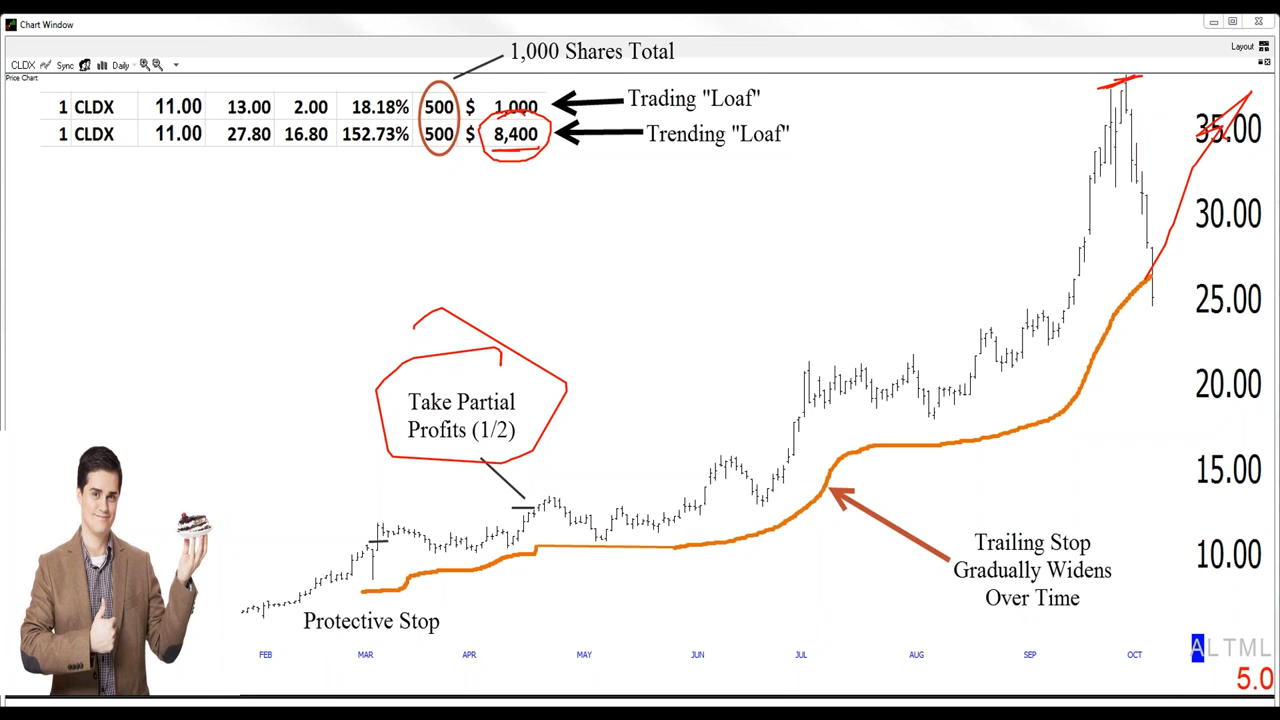 Chart Window
Layout
CLDX Sync Daily
Price Chart
1,000 Shares Total
1 CLDX 11.00 13.00 2.00 18.18% 500 $ 1,000
Trading "Loaf"
1 CLDX 11.00 27.80 16.80 152.73% 500 $ 8,400
Trending "Loaf"
35.00
30.00
25.00
20.00
15.00
10.00
Take Partial
Profits (1/2)
Trailing Stop
Gradually Widens
Over Time
Protective Stop
FEB MAR APR MAY JUN JUL AUG SEP OCT
ALTML
5.0